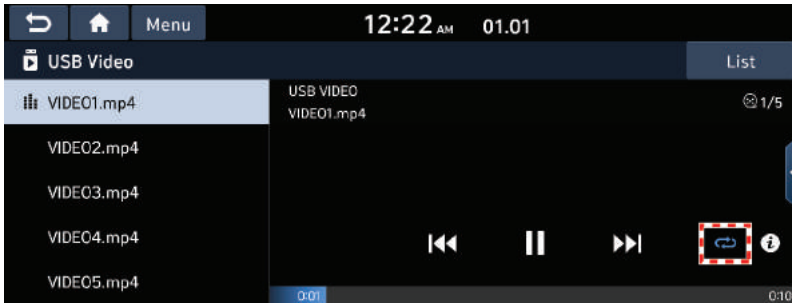 Menu 12:22 AM 01.01
USB Video List
VIDEO1.mp4
USB VIDEO
VIDEO1.mp4
1/5
VIDEO2.mp4
VIDEO3.mp4
VIDEO4.mp4
VIDEO5.mp4
i
0:01 0:10